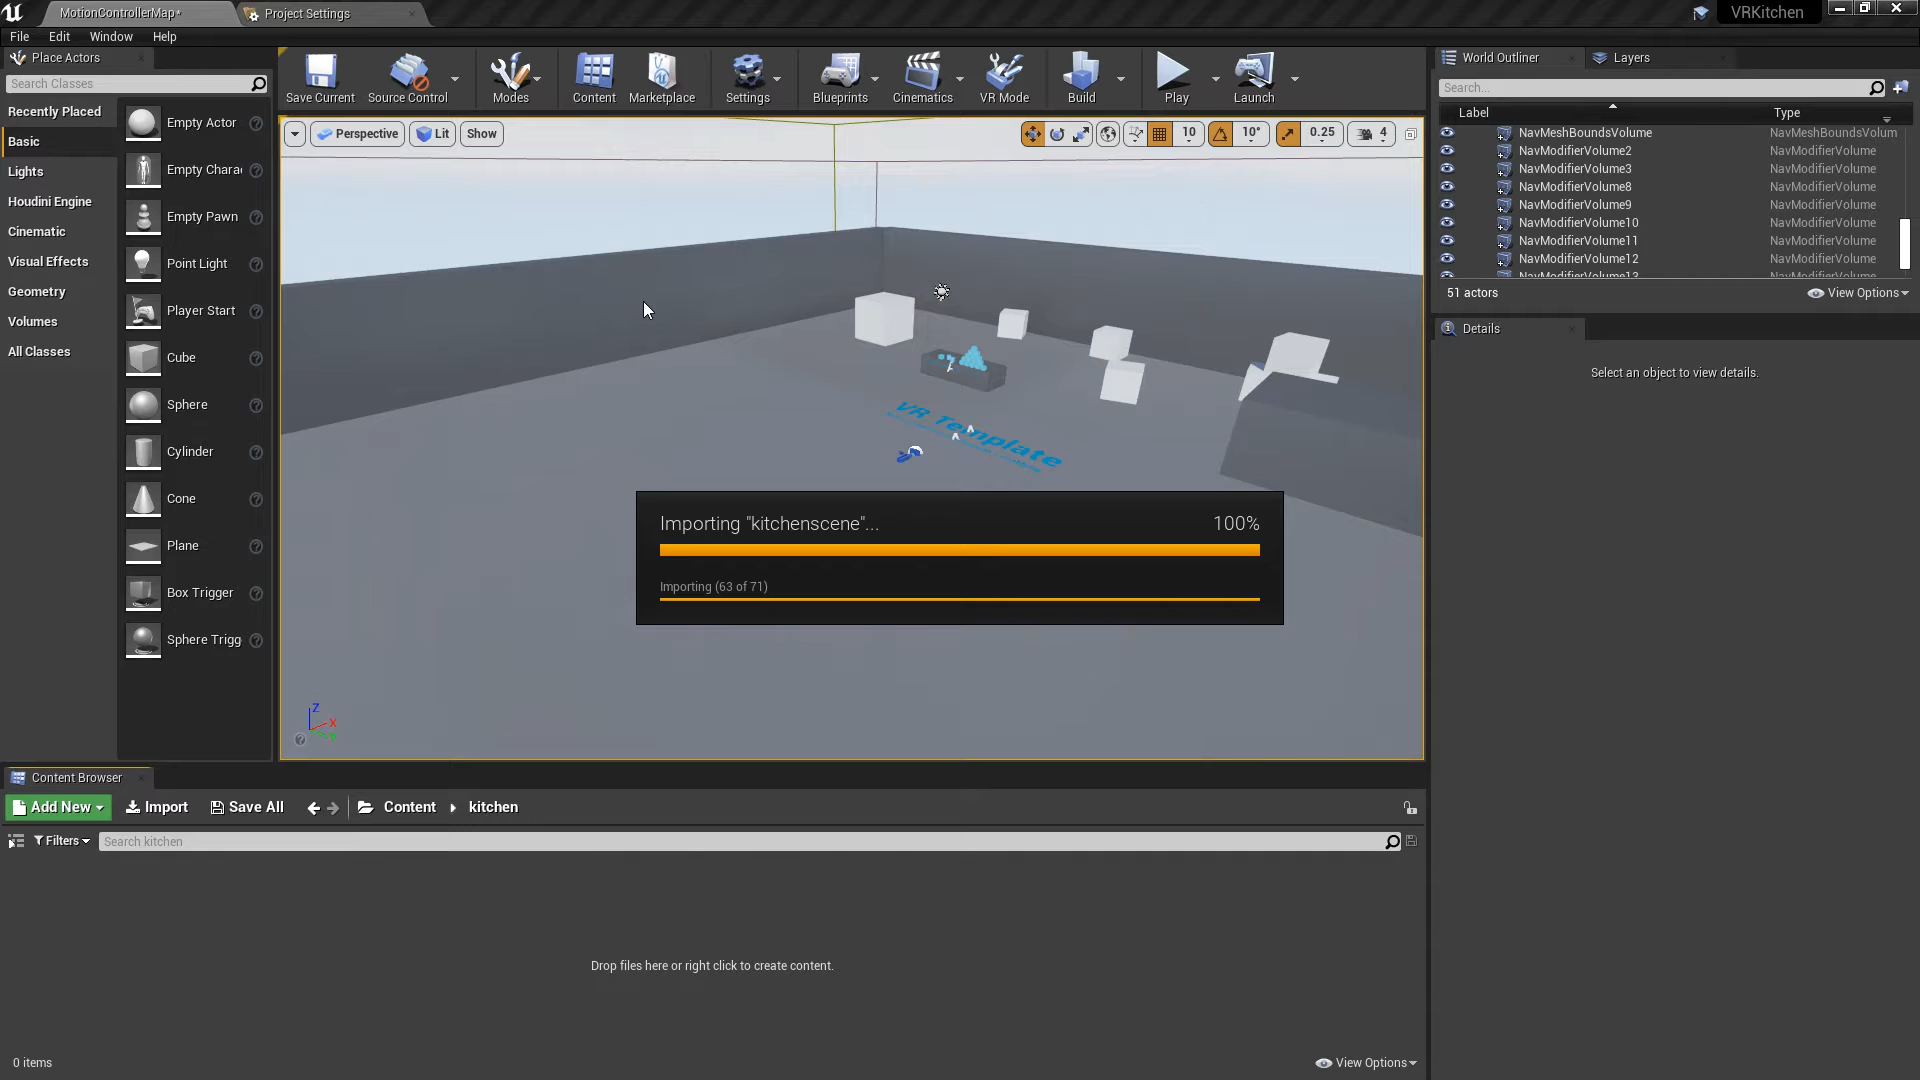 MotionControllerMap*
Project Settings
VRKitchen
File Edit Window Help
Place Actors
Search Classes
Recently Placed
Basic
Lights
Houdini Engine
Cinematic
Visual Effects
Geometry
Volumes
All Classes
Empty Actor
Empty Chara
Empty Pawn
Point Light
Player Start
Cube
Sphere
Cylinder
Cone
Plane
Box Trigger
Sphere Trigg
Save Current
Source Control
Modes
Content
Marketplace
Settings
Blueprints
Cinematics
VR Mode
Build
Play
Launch
Perspective Lit Show
10 10° 0.25 4
VR Template
Importing "kitchenscene"... 100%
Importing (63 of 71)
Z
X
World Outliner
Layers
Search...
Label Type
NavMeshBoundsVolume NavMeshBoundsVolum
NavModifierVolume2 NavModifierVolume
NavModifierVolume3 NavModifierVolume
NavModifierVolume8 NavModifierVolume
NavModifierVolume9 NavModifierVolume
NavModifierVolume10 NavModifierVolume
NavModifierVolume11 NavModifierVolume
NavModifierVolume12 NavModifierVolume
NavModifierVolume13 NavModifierVolume
51 actors
View Options
Details
Select an object to view details.
Content Browser
Add New Import Save All Content kitchen
Filters Search kitchen
Drop files here or right click to create content.
0 items
View Options